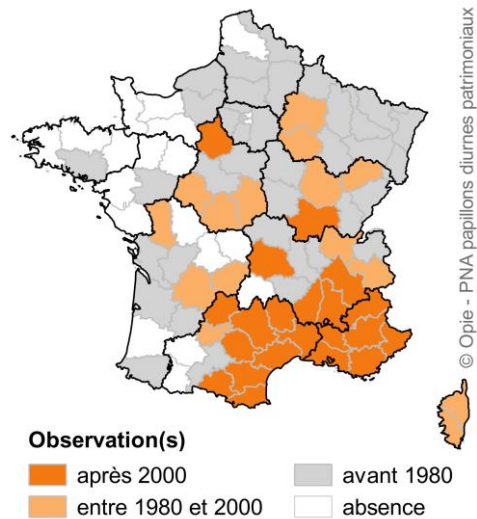 © Opie - PNA papillons diurnes patrimoniaux
Observation(s)
après 2000
avant 1980
entre 1980 et 2000
absence